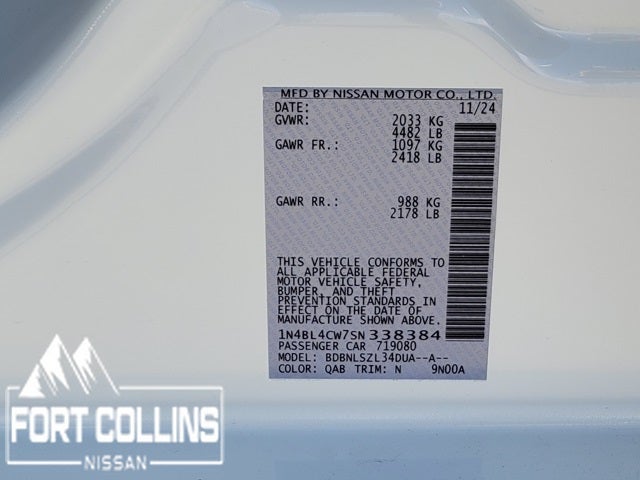 MFD BY NISSAN MOTOR CO., LTD.
DATE: 11/24
GVWR: 2033 KG
4482 LB
GAWR FR.: 1097 KG
2418 LB
GAWR RR.: 988 KG
2178 LB
THIS VEHICLE CONFORMS TO
ALL APPLICABLE FEDERAL
MOTOR VEHICLE SAFETY,
BUMPER, AND THEFT
PREVENTION STANDARDS IN
EFFECT ON THE DATE OF
MANUFACTURE SHOWN ABOVE.
1N4BL4CW7SN338384
PASSENGER CAR 719080
MODEL: BDBNLSZL34DUA--A--
COLOR: QAB TRIM: N 9N00A
FORT COLLINS
NISSAN